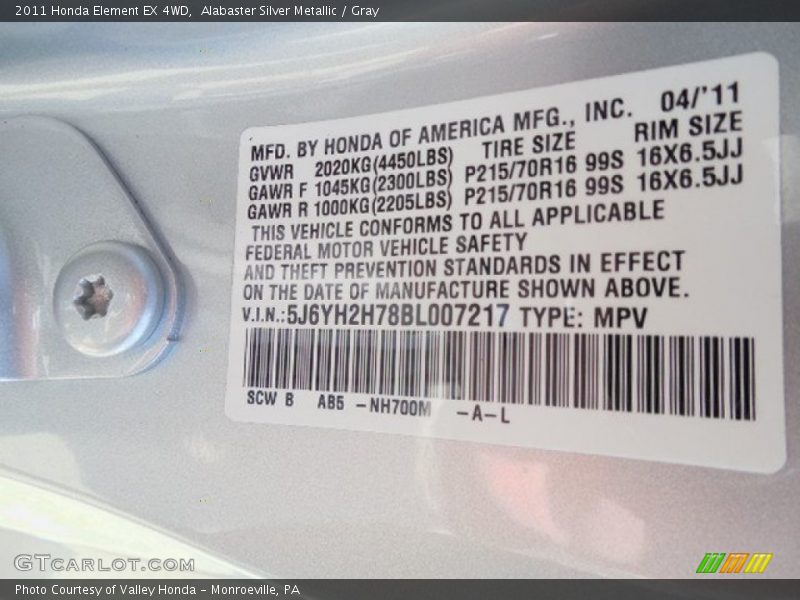 2011 Honda Element EX 4WD,  Alabaster Silver Metallic / Gray
MFD. BY HONDA OF AMERICA MFG., INC. 04/'11
GVWR 2020KG(4450LBS) TIRE SIZE RIM SIZE
GAWR F 1045KG(2300LBS) P215/70R16 99S 16X6.5JJ
GAWR R 1000KG(2205LBS) P215/70R16 99S 16X6.5JJ
THIS VEHICLE CONFORMS TO ALL APPLICABLE
FEDERAL MOTOR VEHICLE SAFETY
AND THEFT PREVENTION STANDARDS IN EFFECT
ON THE DATE OF MANUFACTURE SHOWN ABOVE.
V.I.N.:5J6YH2H78BL007217 TYPE: MPV
SCW B AB5 -NH700M -A-L
GTCARLOT.COM
Photo Courtesy of Valley Honda - Monroeville, PA